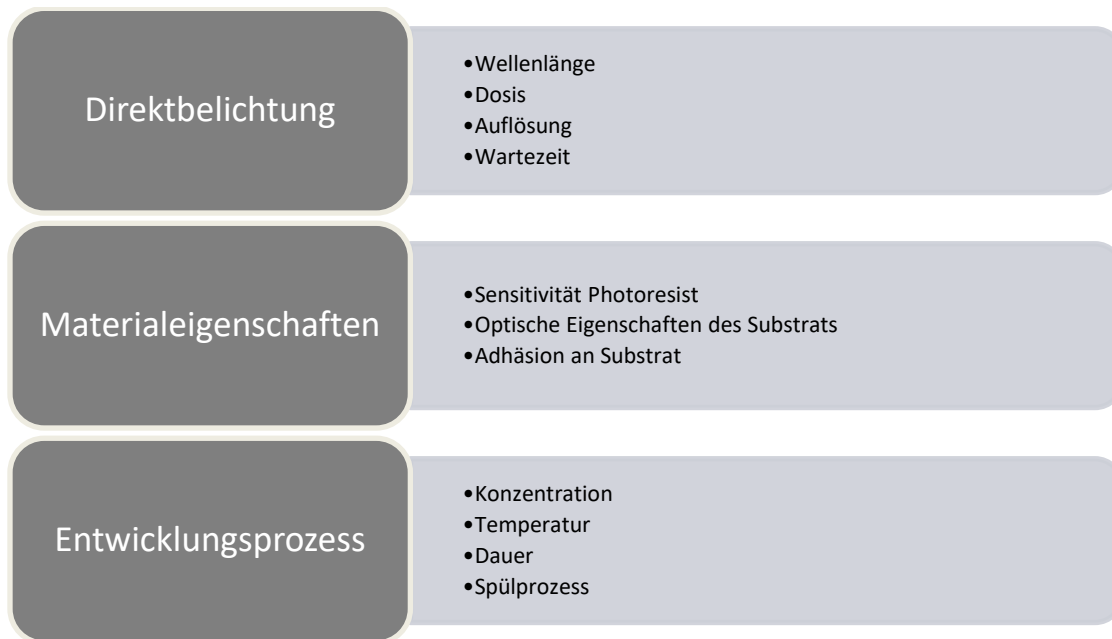 Direktbelichtung
•Wellenlänge
•Dosis
•Auflösung
•Wartezeit
Materialeigenschaften
•Sensitivität Photoresist
•Optische Eigenschaften des Substrats
•Adhäsion an Substrat
Entwicklungsprozess
•Konzentration
•Temperatur
•Dauer
•Spülprozess